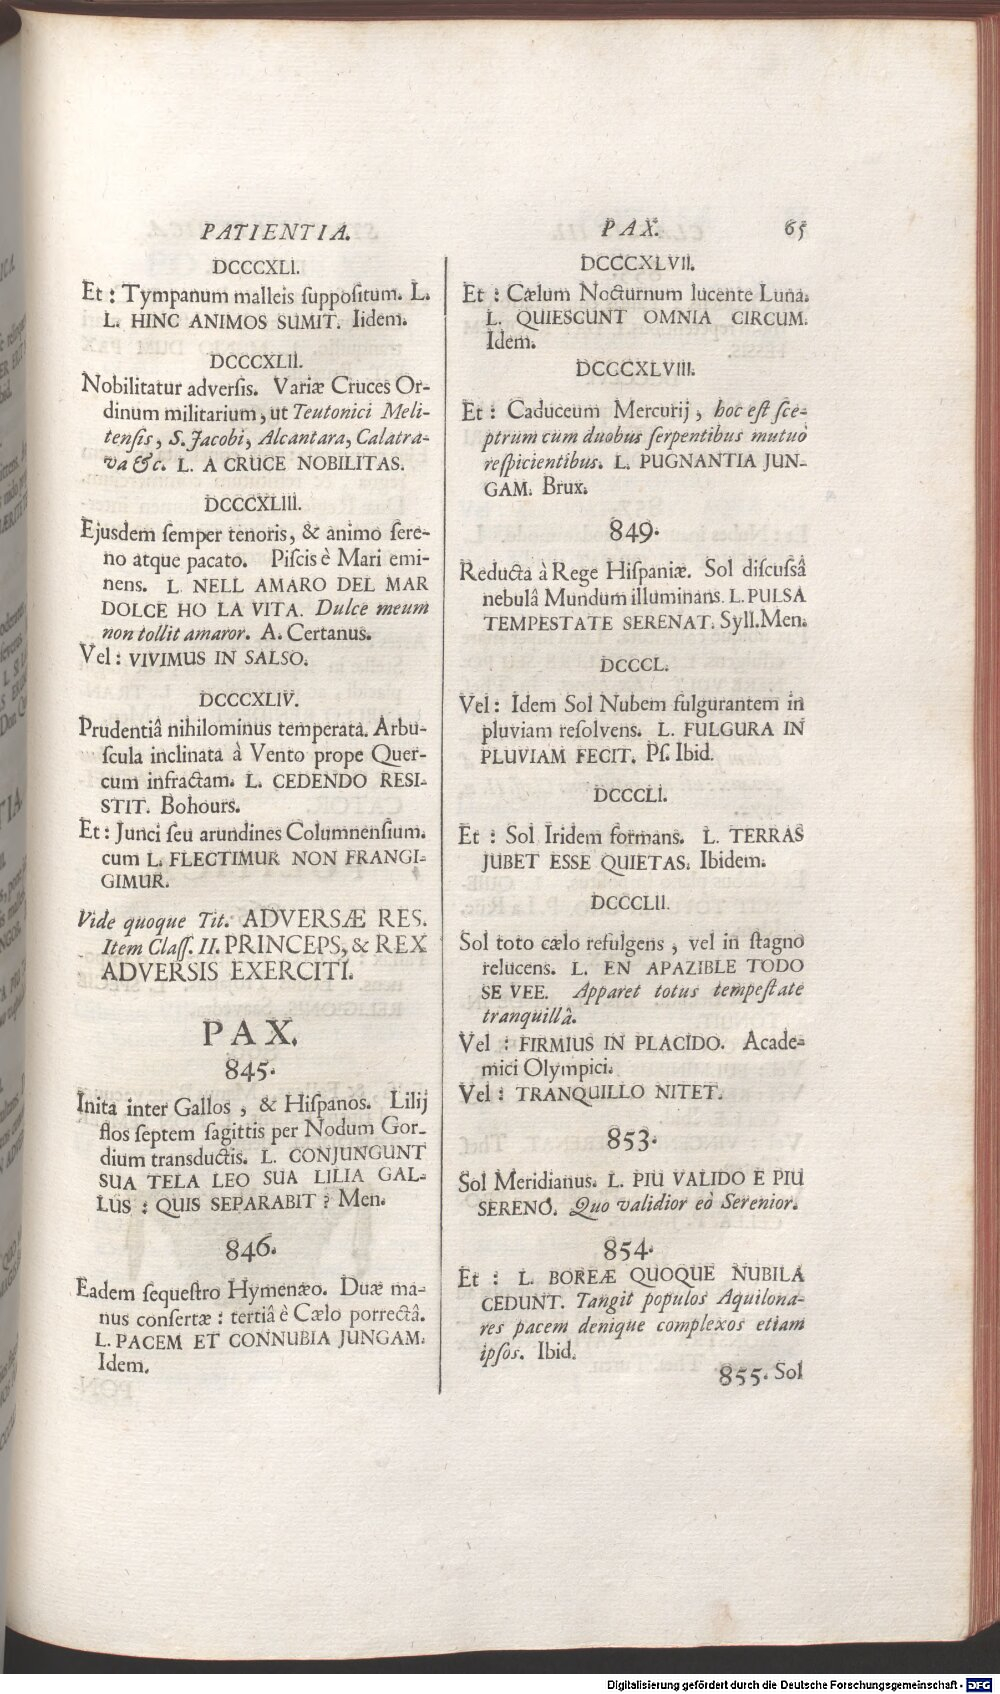 PATIENTIA.
DCCCXLI.
Et : Tympanum malleis ſuppoſitum. L.
L. HINC ANIMOS SUMIT. Iidem.
DCCCXLII.
Nobilitatur adverſis. Variæ Cruces Or-
dinum militarium, ut Teutonici Meli-
tenſis, S. Jacobi, Alcantara, Calatra-
va &c. L. A CRUCE NOBILITAS.
DCCCXLIII.
Ejusdem ſemper tenoris, & animo ſere-
no atque pacato. Piſcis è Mari emi-
nens. L NELL AMARO DEL MAR
DOLCE HO LA VITA. Dulce meum
non tollit amaror. A. Certanus.
Vel : VIVIMUS IN SALSO.
DCCCXLIV.
Prudentiâ nihilominus temperata. Arbu-
ſcula inclinata à Vento prope Quer-
cum infractam. L. CEDENDO RESI-
STIT. Bohours.
Et : Junci ſeu arundines Columnenſium.
cum L. FLECTIMUR NON FRANGI-
GIMUR.
Vide quoque Tit. ADVERSÆ RES.
Item Claſſ. II. PRINCEPS, & REX
ADVERSIS EXERCITI.
PAX.
845.
Inita inter Gallos , & Hiſpanos. Lilij
flos ſeptem ſagittis per Nodum Gor-
dium transductis. L. CONJUNGUNT
SUA TELA LEO SUA LILIA GAL-
LUS : QUIS SEPARABIT ? Men.
846.
Eadem ſequeſtro Hymenæo. Duæ ma-
nus conſertæ : tertiâ è Cælo porrectâ.
L. PACEM ET CONNUBIA JUNGAM.
Idem.
PAX. 65
DCCCXLVII.
Et : Cælum Nocturnum lucente Luna.
L. QUIESCUNT OMNIA CIRCUM.
Idem.
DCCCXLVIII.
Et : Caduceum Mercurij , hoc eſt ſce-
ptrum cum duobus ſerpentibus mutuò
reſpicientibus. L. PUGNANTIA JUN-
GAM. Brux.
849.
Reducta à Rege Hiſpaniæ. Sol diſcuſſâ
nebulâ Mundum illuminans. L. PULSA
TEMPESTATE SERENAT. Syll. Men.
DCCCL.
Vel : Idem Sol Nubem fulgurantem in
pluviam reſolvens. L. FULGURA IN
PLUVIAM FECIT. Pſ. Ibid.
DCCCLI.
Et : Sol Iridem formans. L. TERRAS
JUBET ESSE QUIETAS. Ibidem.
DCCCLII.
Sol toto cælo refulgens , vel in ſtagno
relucens. L. EN APAZIBLE TODO
SE VEE. Apparet totus tempeſtate
tranquillâ.
Vel : FIRMIUS IN PLACIDO. Acade-
mici Olympici.
Vel : TRANQUILLO NITET.
853.
Sol Meridianus. L. PIU VALIDO E PIU
SERENO. Quo validior eò Serenior.
854.
Et : L. BOREÆ QUOQUE NUBILA
CEDUNT. Tangit populos Aquilona-
res pacem denique complexos etiam
ipſos. Ibid.
855. Sol
Digitalisierung gefördert durch die Deutsche Forschungsgemeinschaft - DFG